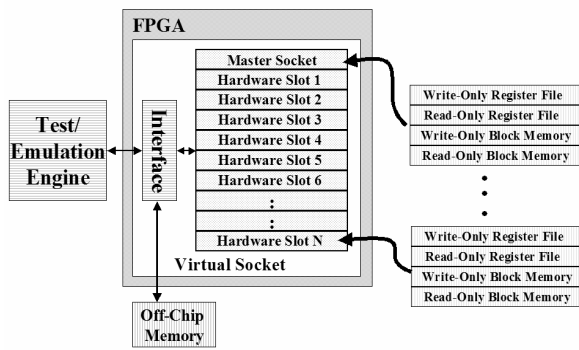 FPGA
Master Socket
Hardware Slot 1
Hardware Slot 2
Hardware Slot 3
Hardware Slot 4
Hardware Slot 5
Hardware Slot 6
:
:
Hardware Slot N
Virtual Socket
Test/
Emulation
Engine
Interface
Off-Chip
Memory
Write-Only Register File
Read-Only Register File
Write-Only Block Memory
Read-Only Block Memory
Write-Only Register File
Read-Only Register File
Write-Only Block Memory
Read-Only Block Memory